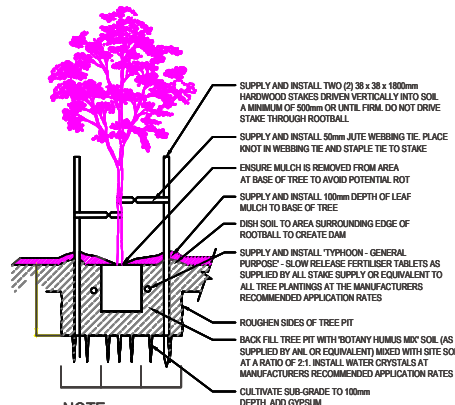 SUPPLY AND INSTALL TWO (2) 38 x 38 x 1800mm
HARDWOOD STAKES DRIVEN VERTICALLY INTO SOIL
A MINIMUM OF 500mm OR UNTIL FIRM. DO NOT DRIVE
STAKE THROUGH ROOTBALL
SUPPLY AND INSTALL 50mm JUTE WEBBING TIE. PLACE
KNOT IN WEBBING TIE AND STAPLE TIE TO STAKE
ENSURE MULCH IS REMOVED FROM AREA
AT BASE OF TREE TO AVOID POTENTIAL ROT
SUPPLY AND INSTALL 100mm DEPTH OF LEAF
MULCH TO BASE OF TREE
DISH SOIL TO AREA SURROUNDING EDGE OF
ROOTBALL TO CREATE DAM
SUPPLY AND INSTALL 'TYPHOON - GENERAL
PURPOSE' - SLOW RELEASE FERTILISER TABLETS AS
SUPPLIED BY ALL STAKE SUPPLY OR EQUIVALENT TO
ALL TREE PLANTINGS AT THE MANUFACTURERS
RECOMMENDED APPLICATION RATES
ROUGHEN SIDES OF TREE PIT
BACK FILL TREE PIT WITH 'BOTANY HUMUS MIX' SOIL (AS
SUPPLIED BY ANL OR EQUIVALENT) MIXED WITH SITE SO
AT A RATIO OF 2:1. INSTALL WATER CRYSTALS AT
MANUFACTURERS RECOMMENDED APPLICATION RATES
CULTIVATE SUB-GRADE TO 100mm
DEPTH. ADD GYPSUM
NOTE